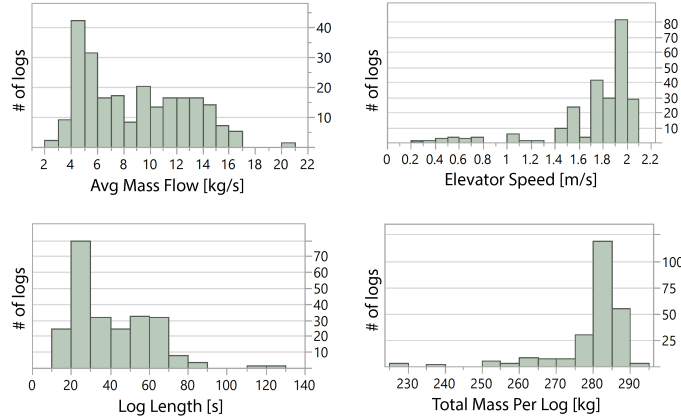 # of logs
40
30
20
10
2 4 6 8 10 12 14 16 18 20 22
Avg Mass Flow [kg/s]
# of logs
80
70
60
50
40
30
20
10
0 0.2 0.4 0.6 0.8 1 1.2 1.4 1.6 1.8 2 2.2
Elevator Speed [m/s]
# of logs
70
60
50
40
30
20
10
0 20 40 60 80 100 120 140
Log Length [s]
# of logs
100
75
50
25
230 240 250 260 270 280 290
Total Mass Per Log [kg]